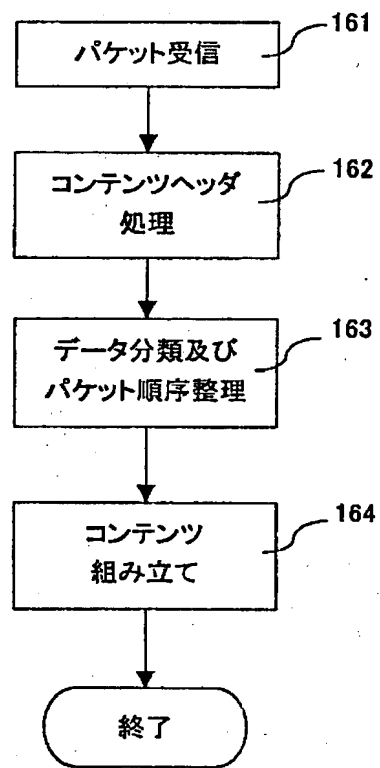 161
パケット受信
162
コンテンツヘッダ
処理
163
データ分類及び
パケット順序整理
164
コンテンツ
組み立て
終了